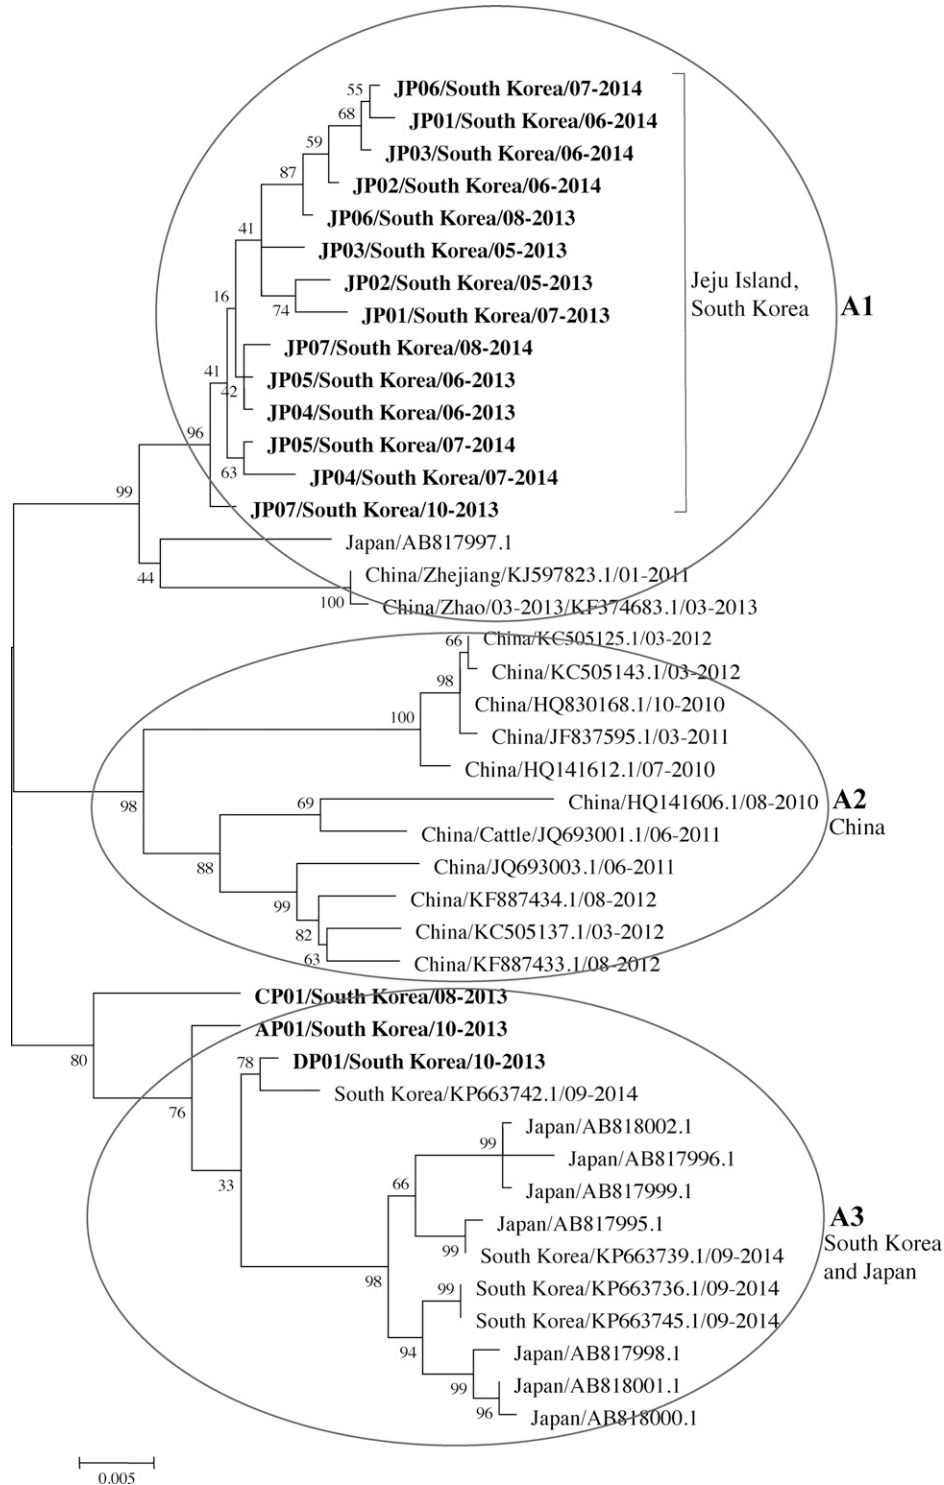 55
JP06/South Korea/07-2014
68
JP01/South Korea/06-2014
59
JP03/South Korea/06-2014
87
JP02/South Korea/06-2014
JP06/South Korea/08-2013
41
JP03/South Korea/05-2013
JP02/South Korea/05-2013
Jeju Island,
South Korea
A1
16
74
JP01/South Korea/07-2013
JP07/South Korea/08-2014
41
JP05/South Korea/06-2013
42
JP04/South Korea/06-2013
96
JP05/South Korea/07-2014
63
JP04/South Korea/07-2014
99
JP07/South Korea/10-2013
Japan/AB817997.1
44
China/Zhejiang/KJ597823.1/01-2011
100
China/Zhao/03-2013/KF374683.1/03-2013
66
China/KC505125.1/03-2012
98
China/KC505143.1/03-2012
China/HQ830168.1/10-2010
100
China/JF837595.1/03-2011
China/HQ141612.1/07-2010
98
69
China/HQ141606.1/08-2010
A2
China
China/Cattle/JQ693001.1/06-2011
88
China/JQ693003.1/06-2011
99
China/KF887434.1/08-2012
82
China/KC505137.1/03-2012
63
China/KF887433.1/08-2012
CP01/South Korea/08-2013
80
AP01/South Korea/10-2013
78
DP01/South Korea/10-2013
76
South Korea/KP663742.1/09-2014
99
Japan/AB818002.1
33
Japan/AB817996.1
66
Japan/AB817999.1
Japan/AB817995.1
A3
South Korea
and Japan
99
South Korea/KP663739.1/09-2014
98
99
South Korea/KP663736.1/09-2014
South Korea/KP663745.1/09-2014
94
Japan/AB817998.1
99
Japan/AB818001.1
96
Japan/AB818000.1
0.005